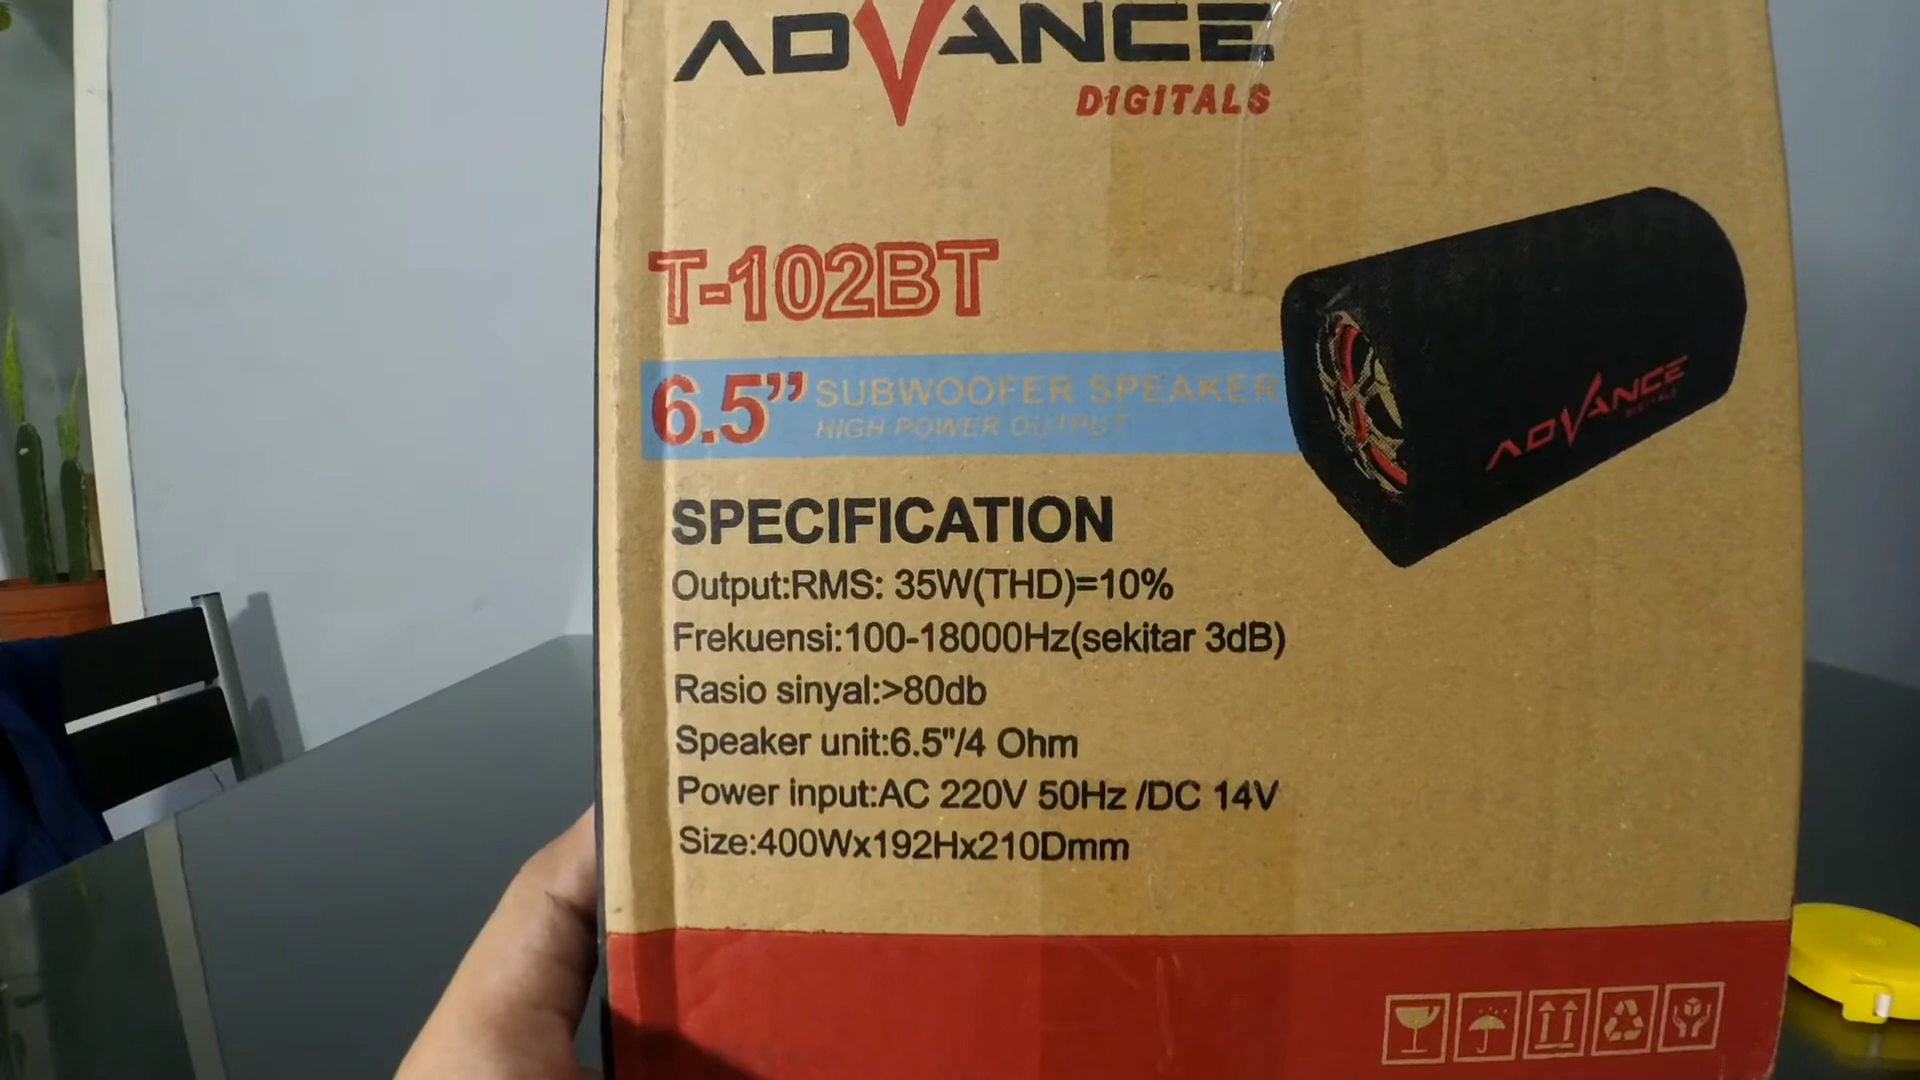 ADVANCE
DIGITALS
T-102BT
6.5” SUBWOOFER SPEAKER
HIGH POWER OUTPUT
ADVANCE
DIGITALS
SPECIFICATION
Output:RMS: 35W(THD)=10%
Frekuensi:100-18000Hz(sekitar 3dB)
Rasio sinyal:>80db
Speaker unit:6.5"/4 Ohm
Power input:AC 220V 50Hz /DC 14V
Size:400Wx192Hx210Dmm